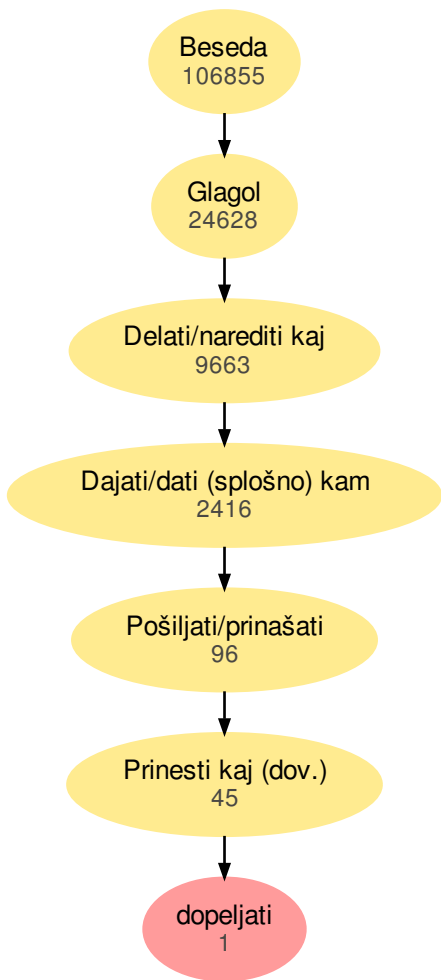 Beseda
106855
Glagol
24628
Delati/narediti kaj
9663
Dajati/dati (splošno) kam
2416
Pošiljati/prinašati
96
Prinesti kaj (dov.)
45
dopeljati
1